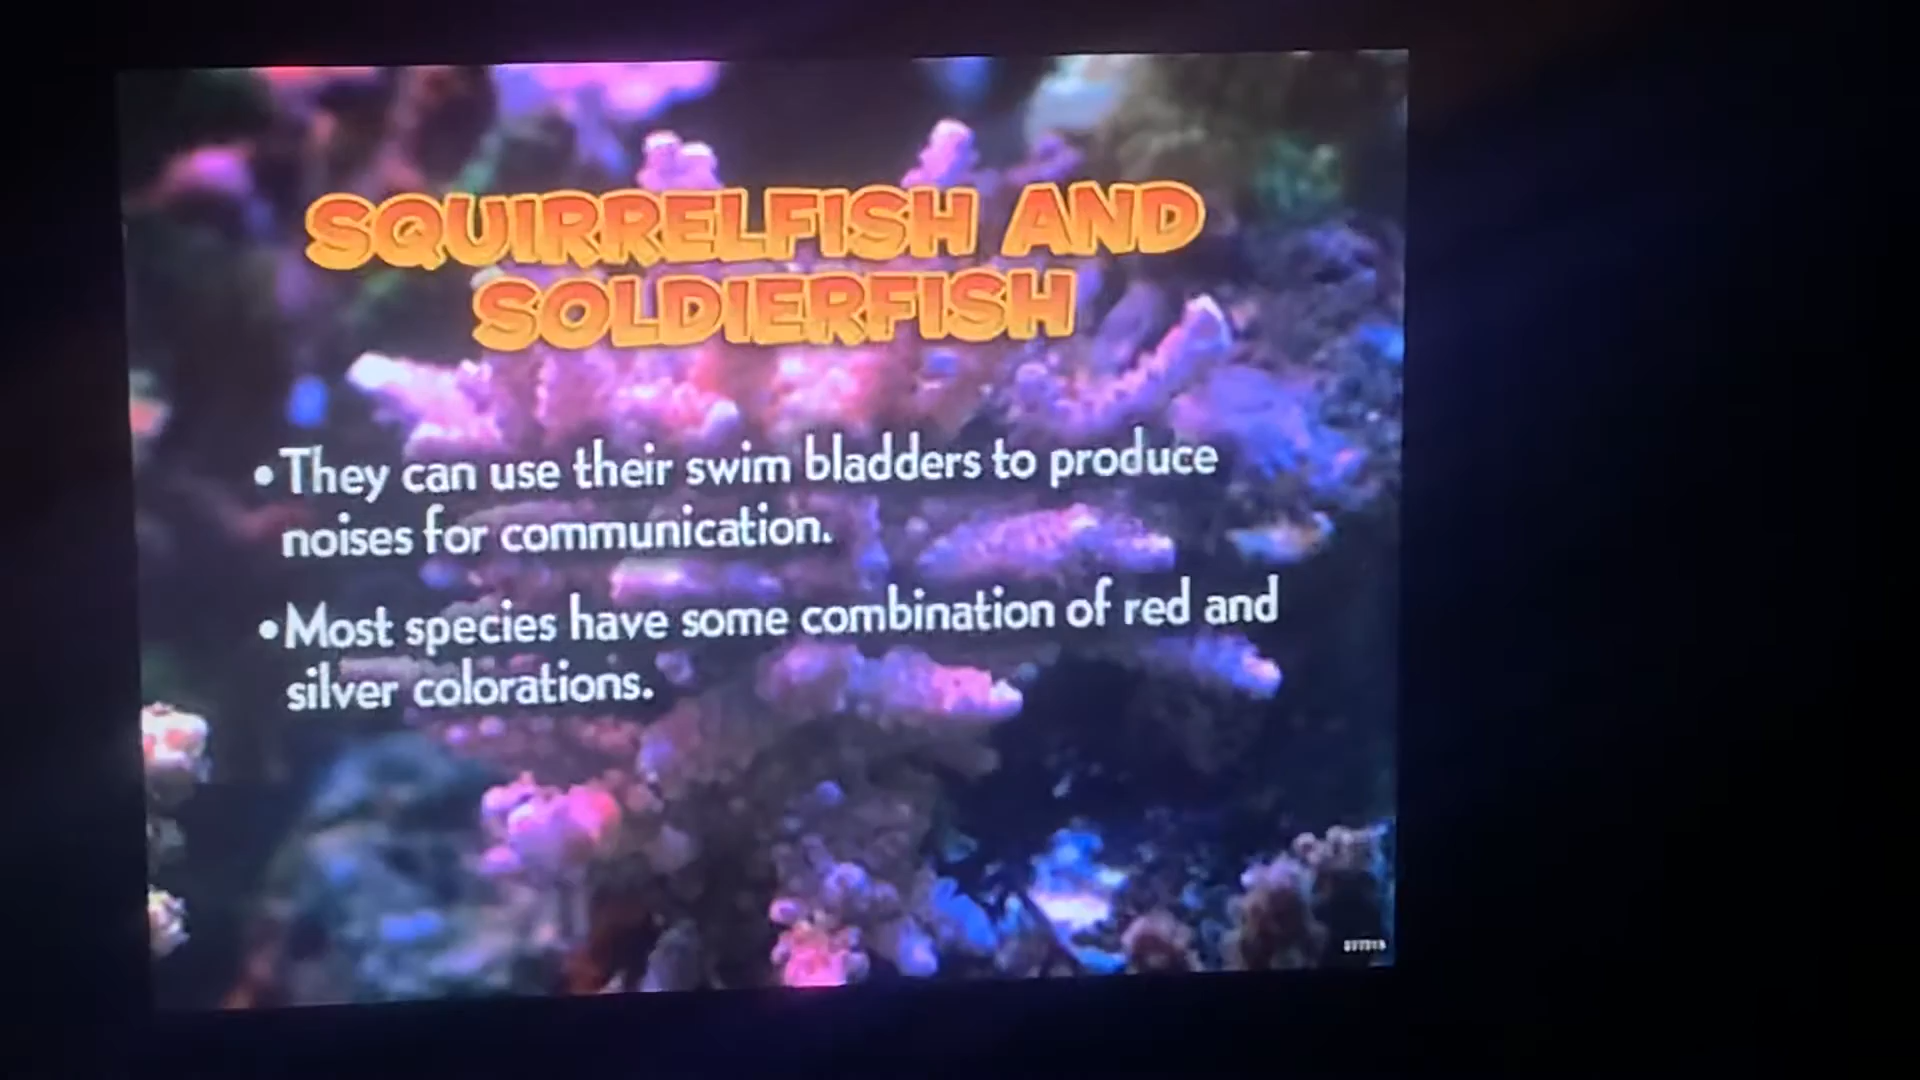 SQUIRRELFISH AND
SOLDIERFISH
•They can use their swim bladders to produce
noises for communication.
•Most species have some combination of red and
silver colorations.